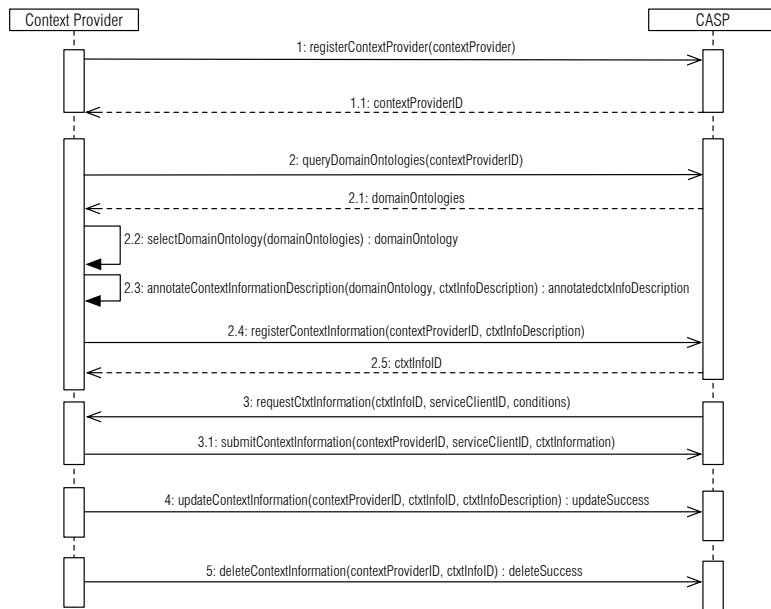 Context Provider
CASP
1: registerContextProvider(contextProvider)
1.1: contextProviderID
2: queryDomainOntologies(contextProviderID)
2.1: domainOntologies
2.2: selectDomainOntology(domainOntologies) : domainOntology
2.3: annotateContextInformationDescription(domainOntology, ctxtInfoDescription) : annotatedctxInfoDescription
2.4: registerContextInformation(contextProviderID, ctxtInfoDescription)
2.5: ctxtInfoID
3: requestCtxtInformation(ctxtInfoID, serviceClientID, conditions)
3.1: submitContextInformation(contextProviderID, serviceClientID, ctxtInformation)
4: updateContextInformation(contextProviderID, ctxtInfoID, ctxtInfoDescription) : updateSuccess
5: deleteContextInformation(contextProviderID, ctxtInfoID) : deleteSuccess